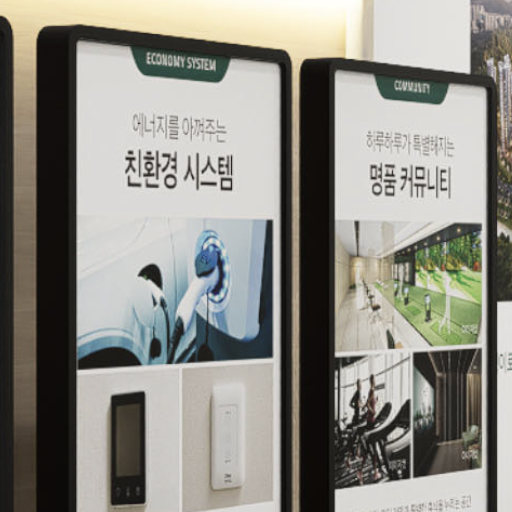 ECONOMY SYSTEM
에너지를 아껴주는
친환경 시스템
COMMUNITY
하루하루가 특별해지는
명품 커뮤니티